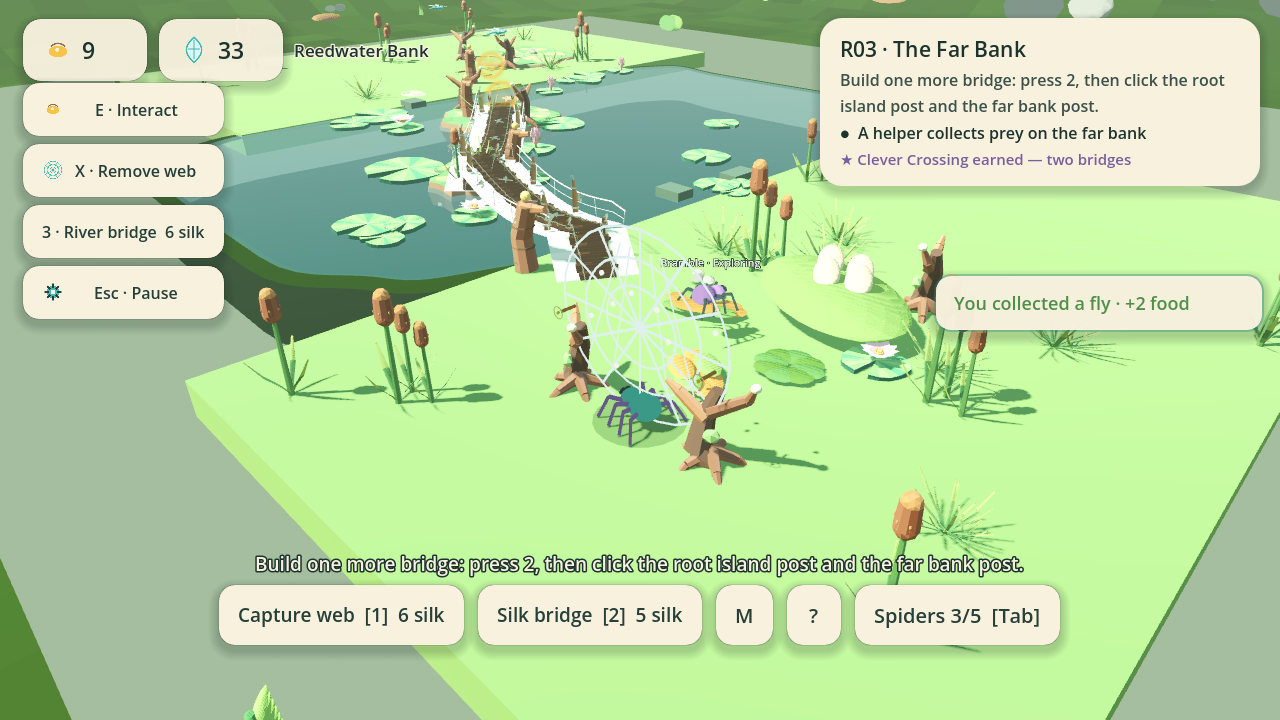 9
33
Reedwater Bank
E · Interact
X · Remove web
3 · River bridge 6 silk
Esc · Pause
R03 · The Far Bank
Build one more bridge: press 2, then click the root
island post and the far bank post.
● A helper collects prey on the far bank
★ Clever Crossing earned — two bridges
Bramble · Exploring
You collected a fly · +2 food
Build one more bridge: press 2, then click the root island post and the far bank post.
Capture web [1] 6 silk
Silk bridge [2] 5 silk
M
?
Spiders 3/5 [Tab]